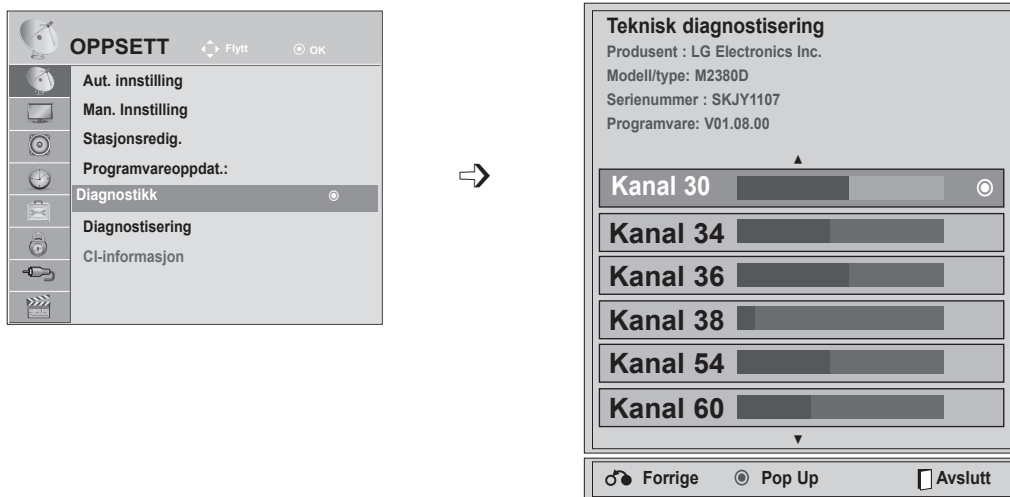 OPPSETT Flytt OK
Aut. innstilling
Man. Innstilling
Stasjonsredig.
Programvareoppdat.:
Diagnostikk
Diagnostisering
CI-informasjon
Teknisk diagnostisering
Produsent : LG Electronics Inc.
Modell/type: M2380D
Serienummer : SKJY1107
Programvare: V01.08.00
Kanal 30
Kanal 34
Kanal 36
Kanal 38
Kanal 54
Kanal 60
Forrige Pop Up Avslutt